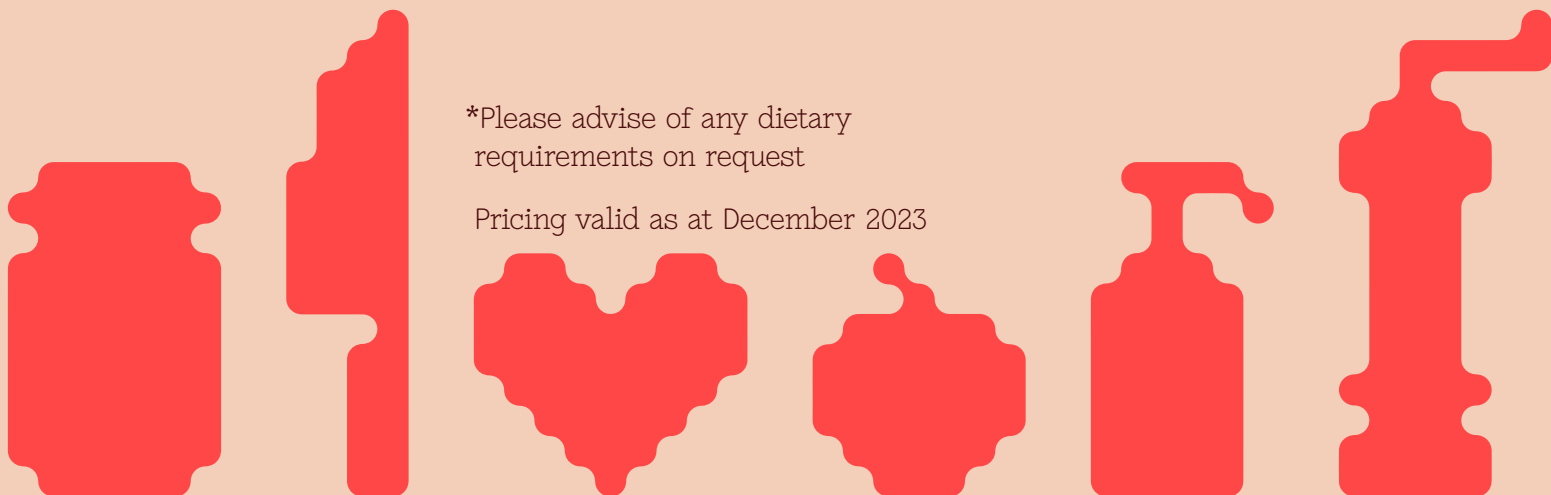 *Please advise of any dietary
requirements on request
Pricing valid as at December 2023